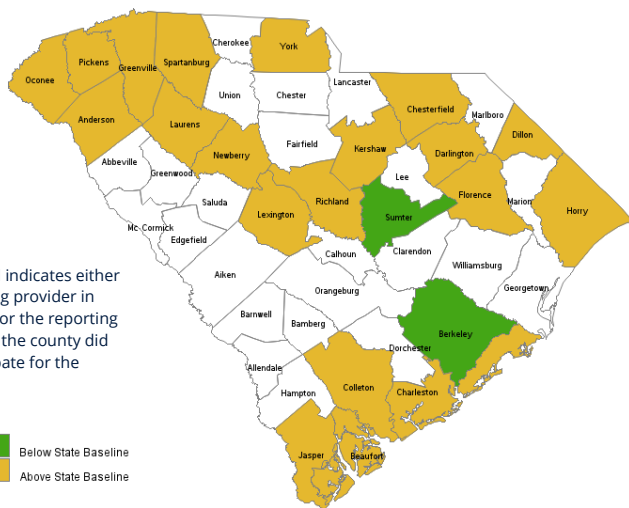 Cherokee
York
Spartanburg
Pickens
Greenville
Oconee
Lancaster
Union
Chester
Chesterfield
Marlboro
Anderson
Laurens
Dillon
Fairfield
Kershaw
Darlington
Newberry
Abbeville
Greenwood
Lee
Florence
Marion
Saluda
Richland
Lexington
Sumter
Horry
Mc Cormick
Edgefield
Calhoun
Clarendon
Williamsburg
Aiken
Orangeburg
Georgetown
Barnwell
Bamberg
Berkeley
Dorchester
Allendale
Colleton
Charleston
Hampton
Jasper
Beaufort
indicates either
provider in
or the reporting
the county did
for the
Below State Baseline
Above State Baseline